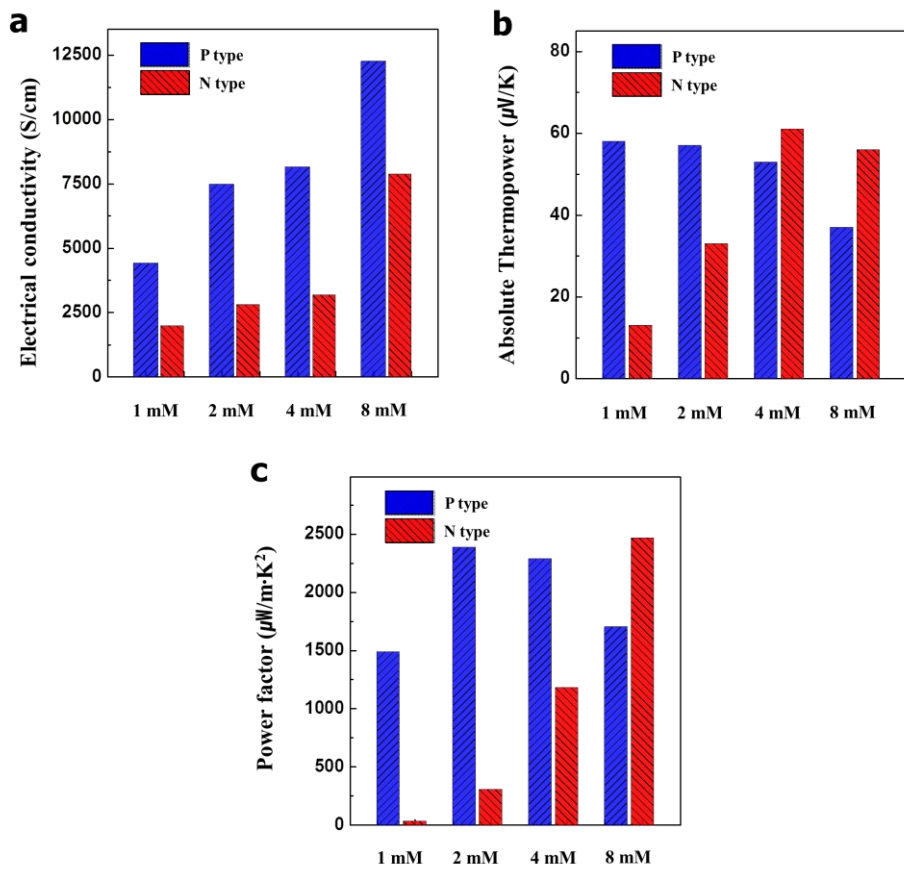 a
Electrical conductivity (S/cm)
12500
10000
7500
5000
2500
0
P type
N type
1 mM 2 mM 4 mM 8 mM
b
Absolute Thermopower (μV/K)
80
60
40
20
0
P type
N type
1 mM 2 mM 4 mM 8 mM
c
Power factor (μW/m·K²)
2500
2000
1500
1000
500
0
P type
N type
1 mM 2 mM 4 mM 8 mM